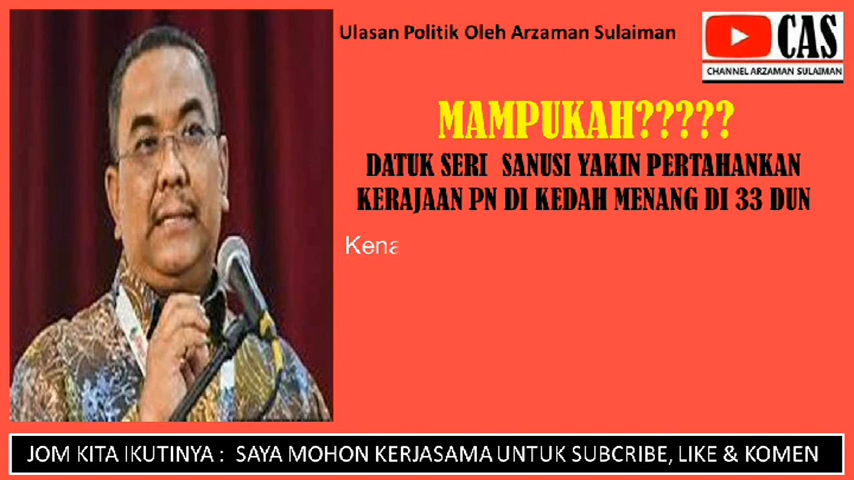 Ulasan Politik Oleh Arzaman Sulaiman
CAS
CHANNEL ARZAMAN SULAIMAN
MAMPUKAH?????
DATUK SERI SANUSI YAKIN PERTAHANKAN
KERAJAAN PN DI KEDAH MENANG DI 33 DUN
Kena
JOM KITA IKUTINYA : SAYA MOHON KERJASAMA UNTUK SUBCRIBE, LIKE & KOMEN